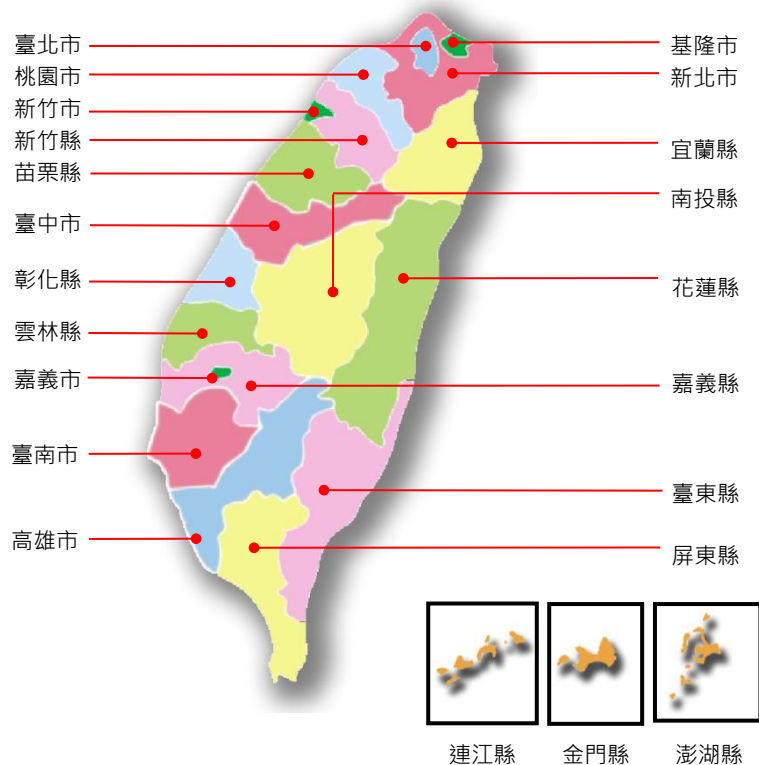 臺北市
桃園市
新竹市
新竹縣
苗栗縣
臺中市
彰化縣
雲林縣
嘉義市
臺南市
高雄市
基隆市
新北市
宜蘭縣
南投縣
花蓮縣
嘉義縣
臺東縣
屏東縣
連江縣
金門縣
澎湖縣